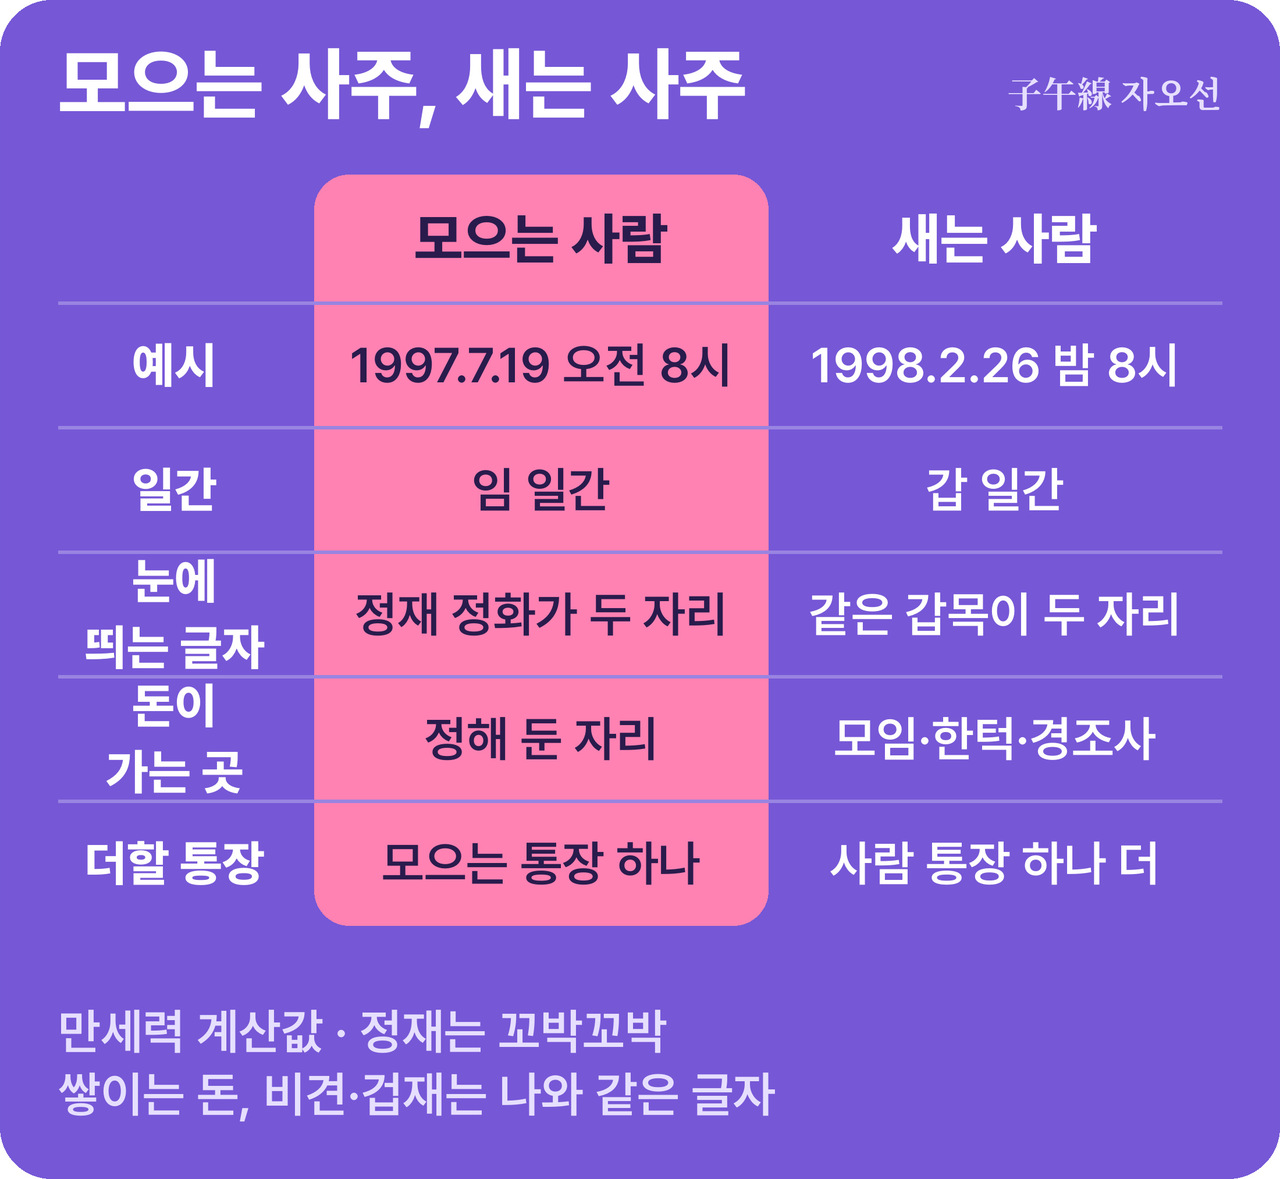 모으는 사주, 새는 사주
子午線 자오선
모으는 사람
새는 사람
예시
1997.7.19 오전 8시
1998.2.26 밤 8시
일간
임 일간
갑 일간
눈에
띄는 글자
정재 정화가 두 자리
같은 갑목이 두 자리
돈이
가는 곳
정해 둔 자리
모임·한턱·경조사
더할 통장
모으는 통장 하나
사람 통장 하나 더
만세력 계산값 · 정재는 꼬박꼬박
쌓이는 돈, 비견·겁재는 나와 같은 글자